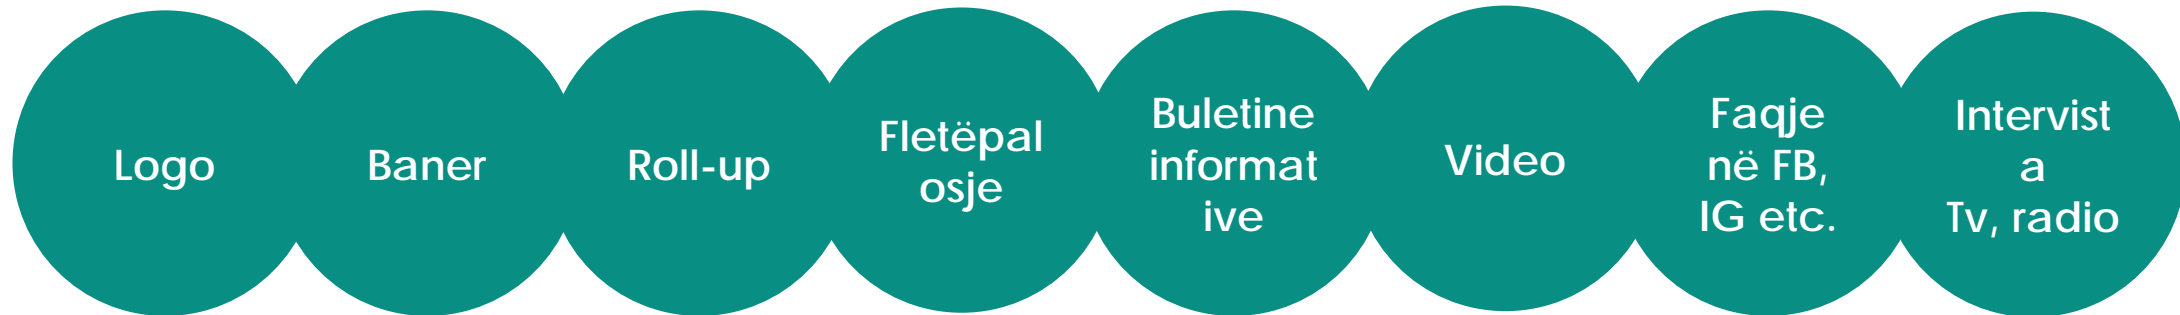 Logo
Baner
Roll-up
Fletëpal
osje
Buletine
informat
ive
Video
Faqje
në FB,
IG etc.
Intervist
a
Tv, radio